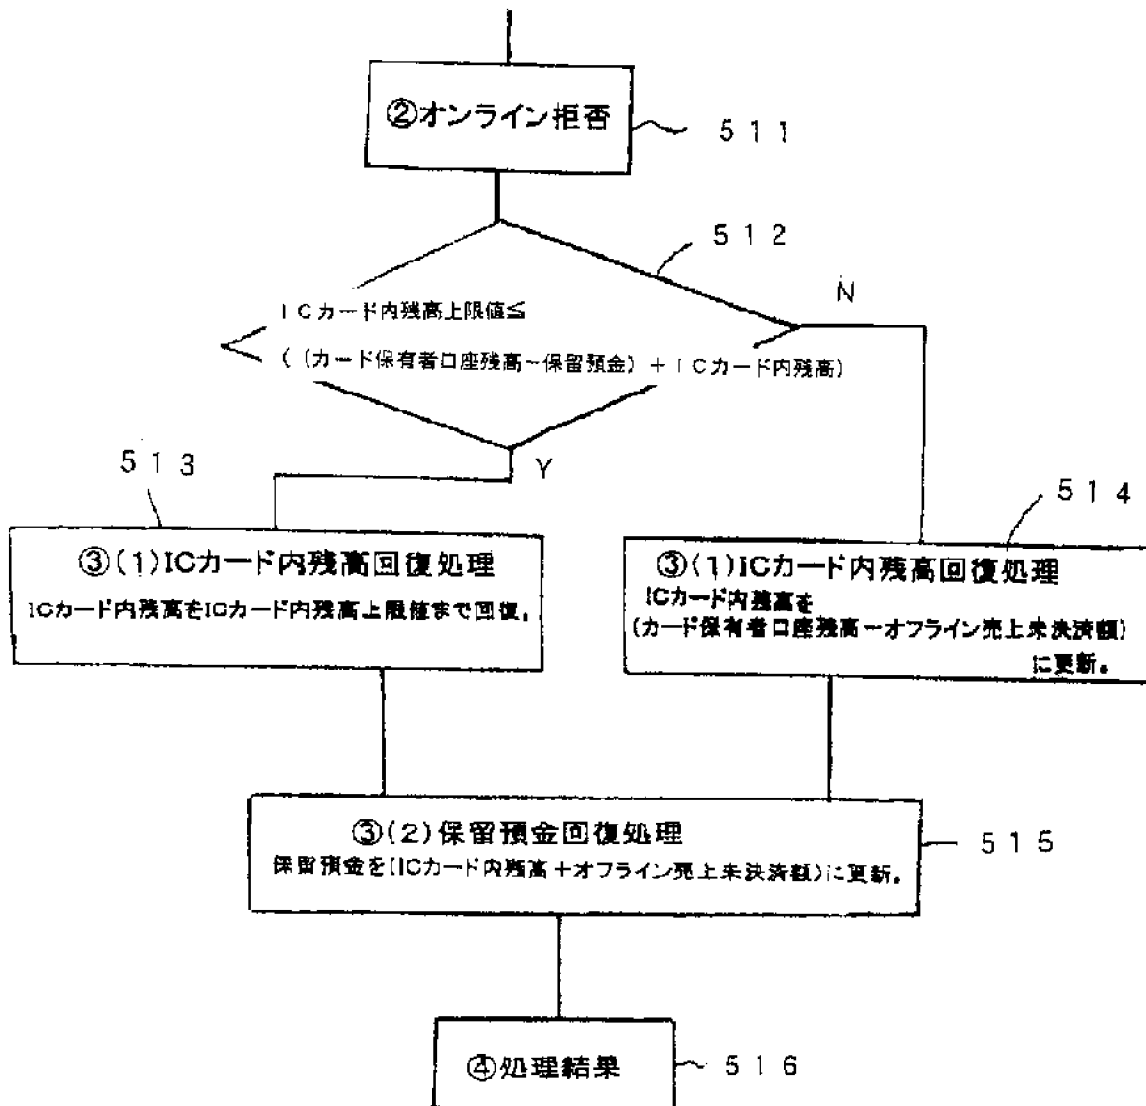 ②オンライン拒否
511
512
N
ICカード内残高上限値≦
((カード保有者口座残高−保留預金)+ICカード内残高)
Y
513
514
③(1)ICカード内残高回復処理
ICカード内残高をICカード内残高上限値まで回復。
③(1)ICカード内残高回復処理
ICカード内残高を
(カード保有者口座残高−オフライン売上未決済額)
に更新。
③(2)保留預金回復処理
保留預金を(ICカード内残高+オフライン売上未決済額)に更新。
515
④処理結果
516